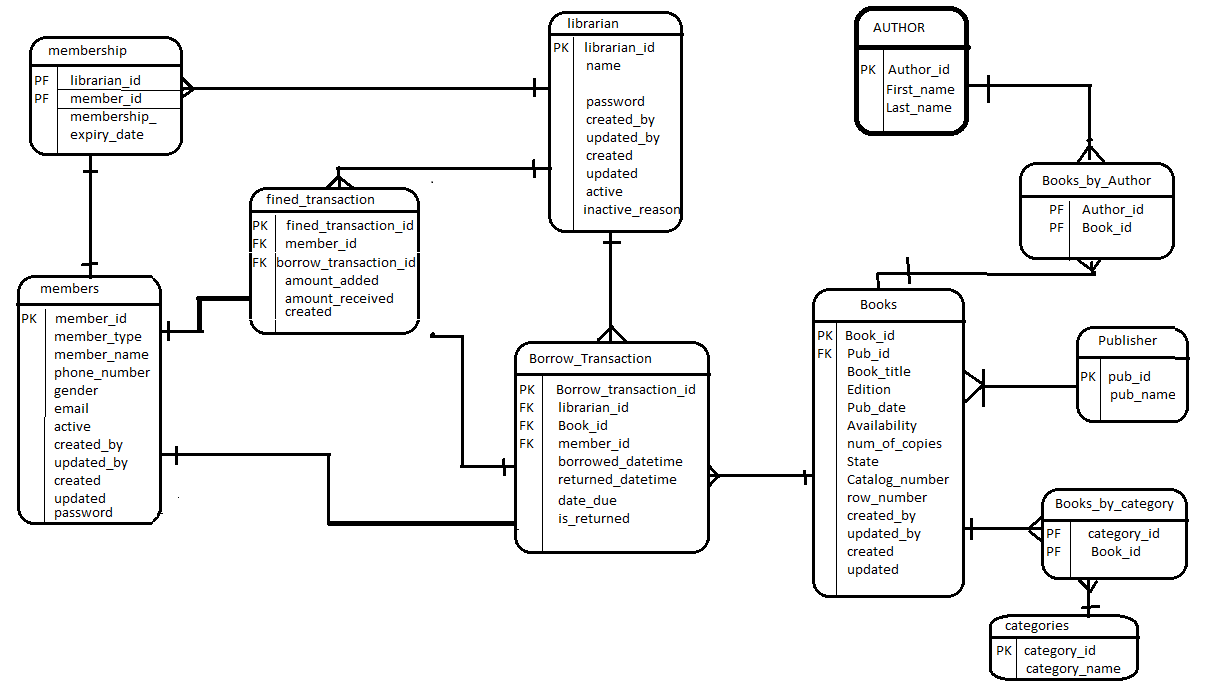 membership
PF librarian_id
PF member_id
membership_
expiry_date
librarian
PK librarian_id
name
password
created_by
updated_by
created
updated
active
inactive_reason
AUTHOR
PK Author_id
First_name
Last_name
Books_by_Author
PF Author_id
PF Book_id
fined_transaction
PK fined_transaction_id
FK member_id
FK borrow_transaction_id
amount_added
amount_received
created
members
PK member_id
member_type
member_name
phone_number
gender
email
active
created_by
updated_by
created
updated
password
Borrow_Transaction
PK Borrow_transaction_id
FK librarian_id
FK Book_id
FK member_id
borrowed_datetime
returned_datetime
date_due
is_returned
Books
PK Book_id
FK Pub_id
Book_title
Edition
Pub_date
Availability
num_of_copies
State
Catalog_number
row_number
created_by
updated_by
created
updated
Publisher
PK pub_id
pub_name
Books_by_category
PF category_id
PF Book_id
categories
PK category_id
category_name